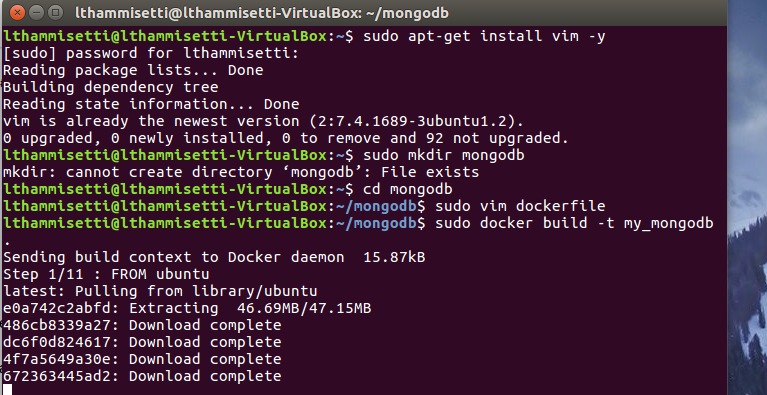 lthammisetti@lthammisetti-VirtualBox: ~/mongodb
lthammisetti@lthammisetti-VirtualBox:~$ sudo apt-get install vim -y
[sudo] password for lthammisetti:
Reading package lists... Done
Building dependency tree
Reading state information... Done
vim is already the newest version (2:7.4.1689-3ubuntu1.2).
0 upgraded, 0 newly installed, 0 to remove and 92 not upgraded.
lthammisetti@lthammisetti-VirtualBox:~$ sudo mkdir mongodb
mkdir: cannot create directory ‘mongodb’: File exists
lthammisetti@lthammisetti-VirtualBox:~$ cd mongodb
lthammisetti@lthammisetti-VirtualBox:~/mongodb$ sudo vim dockerfile
lthammisetti@lthammisetti-VirtualBox:~/mongodb$ sudo docker build -t my_mongodb
.
Sending build context to Docker daemon  15.87kB
Step 1/11 : FROM ubuntu
latest: Pulling from library/ubuntu
e0a742c2abfd: Extracting  46.69MB/47.15MB
486cb8339a27: Download complete
dc6f0d824617: Download complete
4f7a5649a30e: Download complete
672363445ad2: Download complete